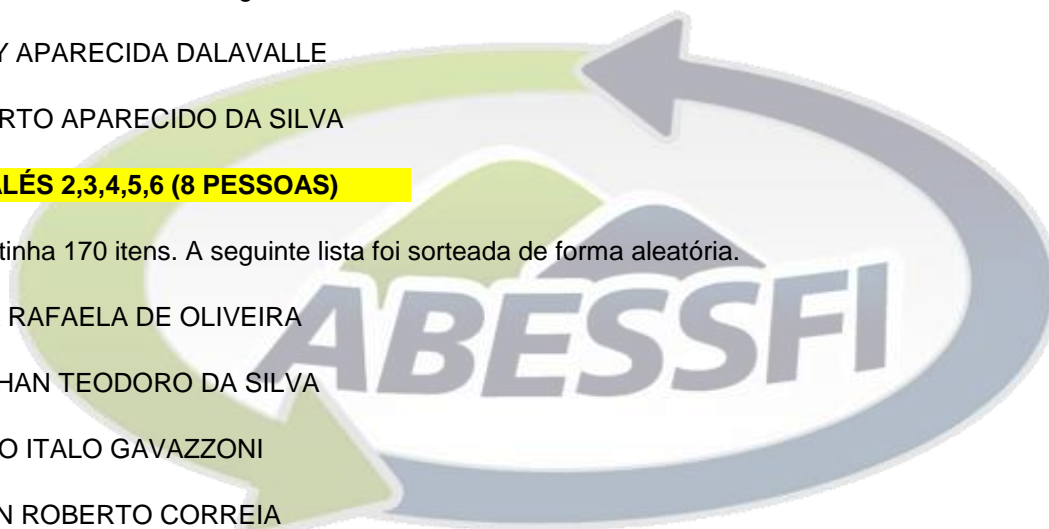 Y APARECIDA DALAVALLE
RTO APARECIDO DA SILVA
ALÉS 2,3,4,5,6 (8 PESSOAS)
tinha 170 itens. A seguinte lista foi sorteada de forma aleatória.
RAFAELA DE OLIVEIRA
HAN TEODORO DA SILVA
O ITALO GAVAZZONI
N ROBERTO CORREIA
ABESSFI